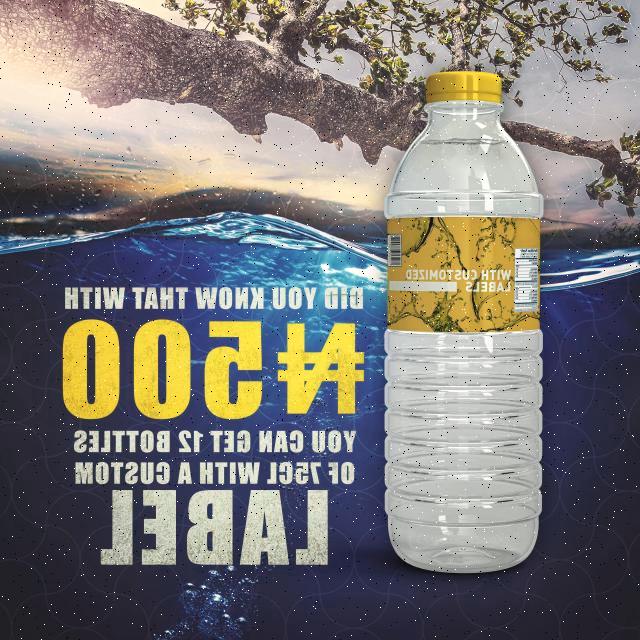 DID YOU KNOW THAT WITH
₦500
YOU CAN GET 12 BOTTLES
OF 75CL WITH A CUSTOM
LABEL
WITH CUSTOMIZED
LABELS